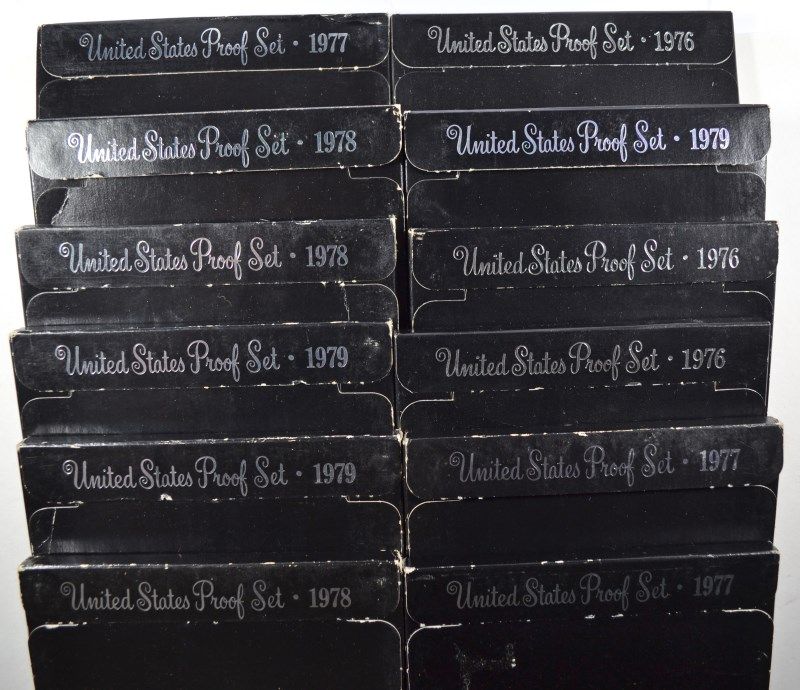 United States Proof Set · 1977
United States Proof Set · 1976
United States Proof Set · 1978
United States Proof Set · 1979
United States Proof Set · 1978
United States Proof Set · 1976
United States Proof Set · 1979
United States Proof Set · 1976
United States Proof Set · 1979
United States Proof Set · 1977
United States Proof Set · 1978
United States Proof Set · 1977